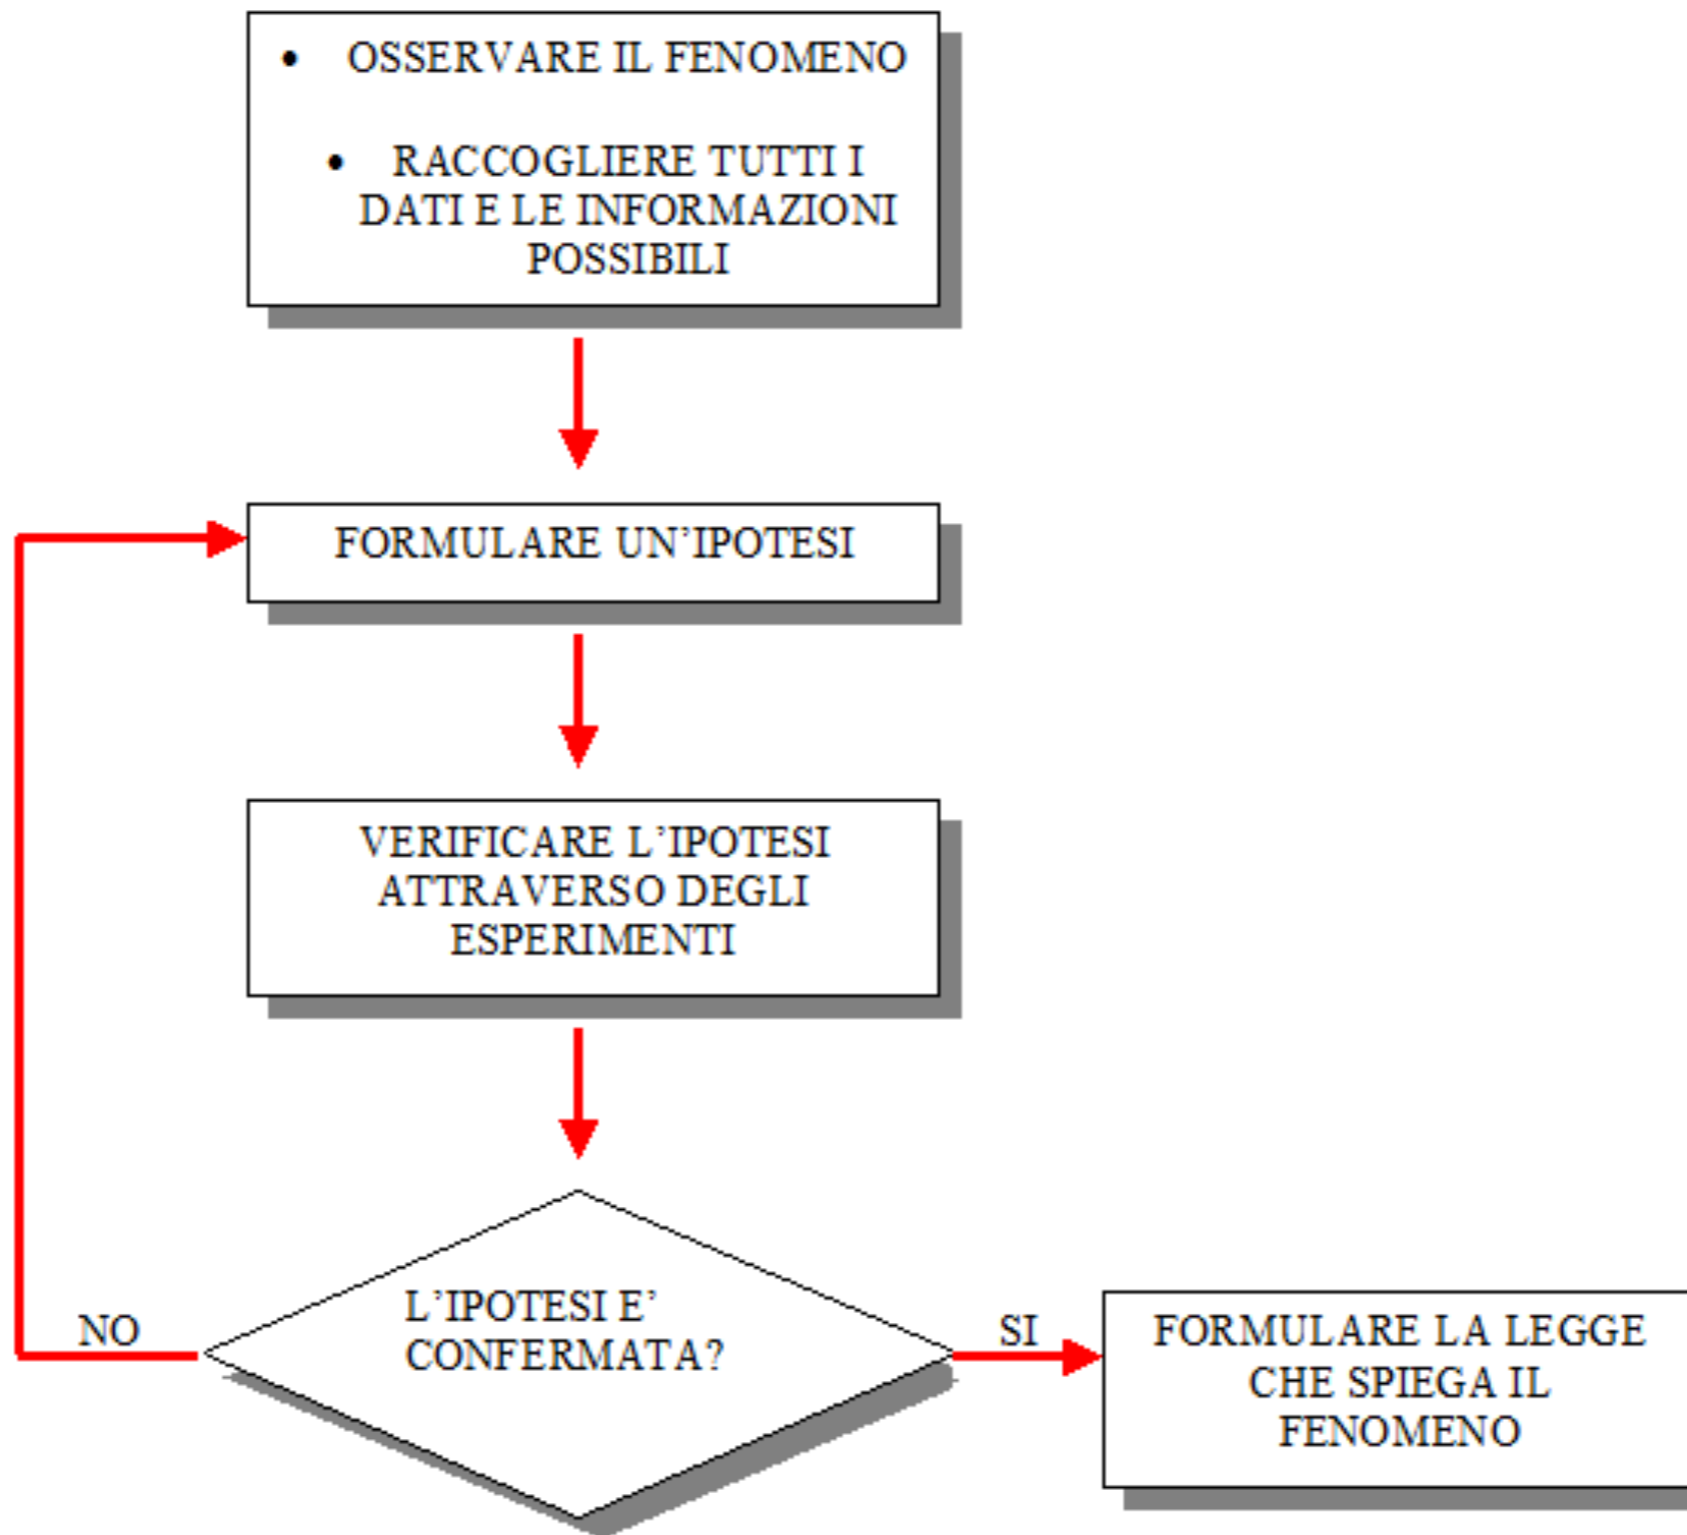 • OSSERVARE IL FENOMENO
• RACCOGLIERE TUTTI I
DATI E LE INFORMAZIONI
POSSIBILI
FORMULARE UN’IPOTESI
VERIFICARE L’IPOTESI
ATTRAVERSO DEGLI
ESPERIMENTI
L’IPOTESI E’
CONFERMATA?
NO
SI
FORMULARE LA LEGGE
CHE SPIEGA IL
FENOMENO